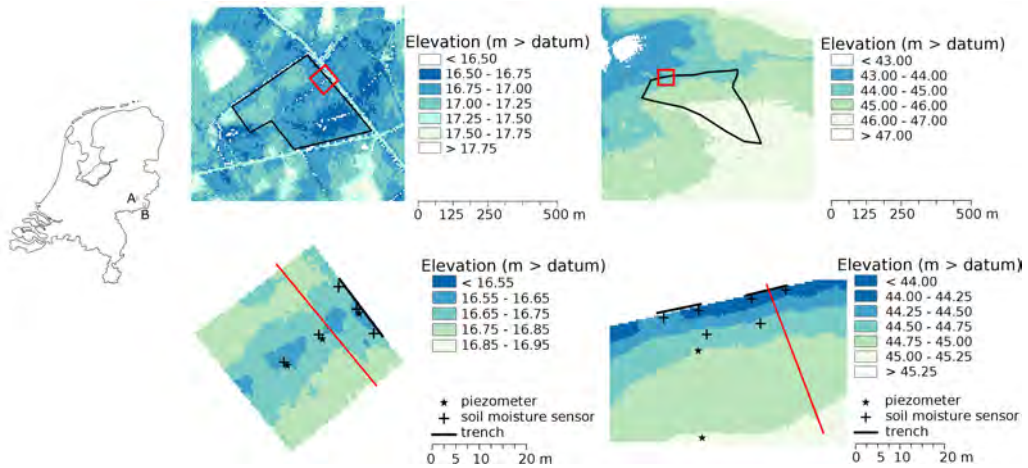 A
B
Elevation (m > datum)
< 16.50
16.50 - 16.75
16.75 - 17.00
17.00 - 17.25
17.25 - 17.50
17.50 - 17.75
> 17.75
0 125 250 500 m
Elevation (m > datum)
< 43.00
43.00 - 44.00
44.00 - 45.00
45.00 - 46.00
46.00 - 47.00
> 47.00
0 125 250 500 m
Elevation (m > datum)
< 16.55
16.55 - 16.65
16.65 - 16.75
16.75 - 16.85
16.85 - 16.95
piezometer
soil moisture sensor
trench
0 5 10 20 m
Elevation (m > datum)
< 44.00
44.00 - 44.25
44.25 - 44.50
44.50 - 44.75
44.75 - 45.00
45.00 - 45.25
> 45.25
piezometer
soil moisture sensor
trench
0 5 10 20 m